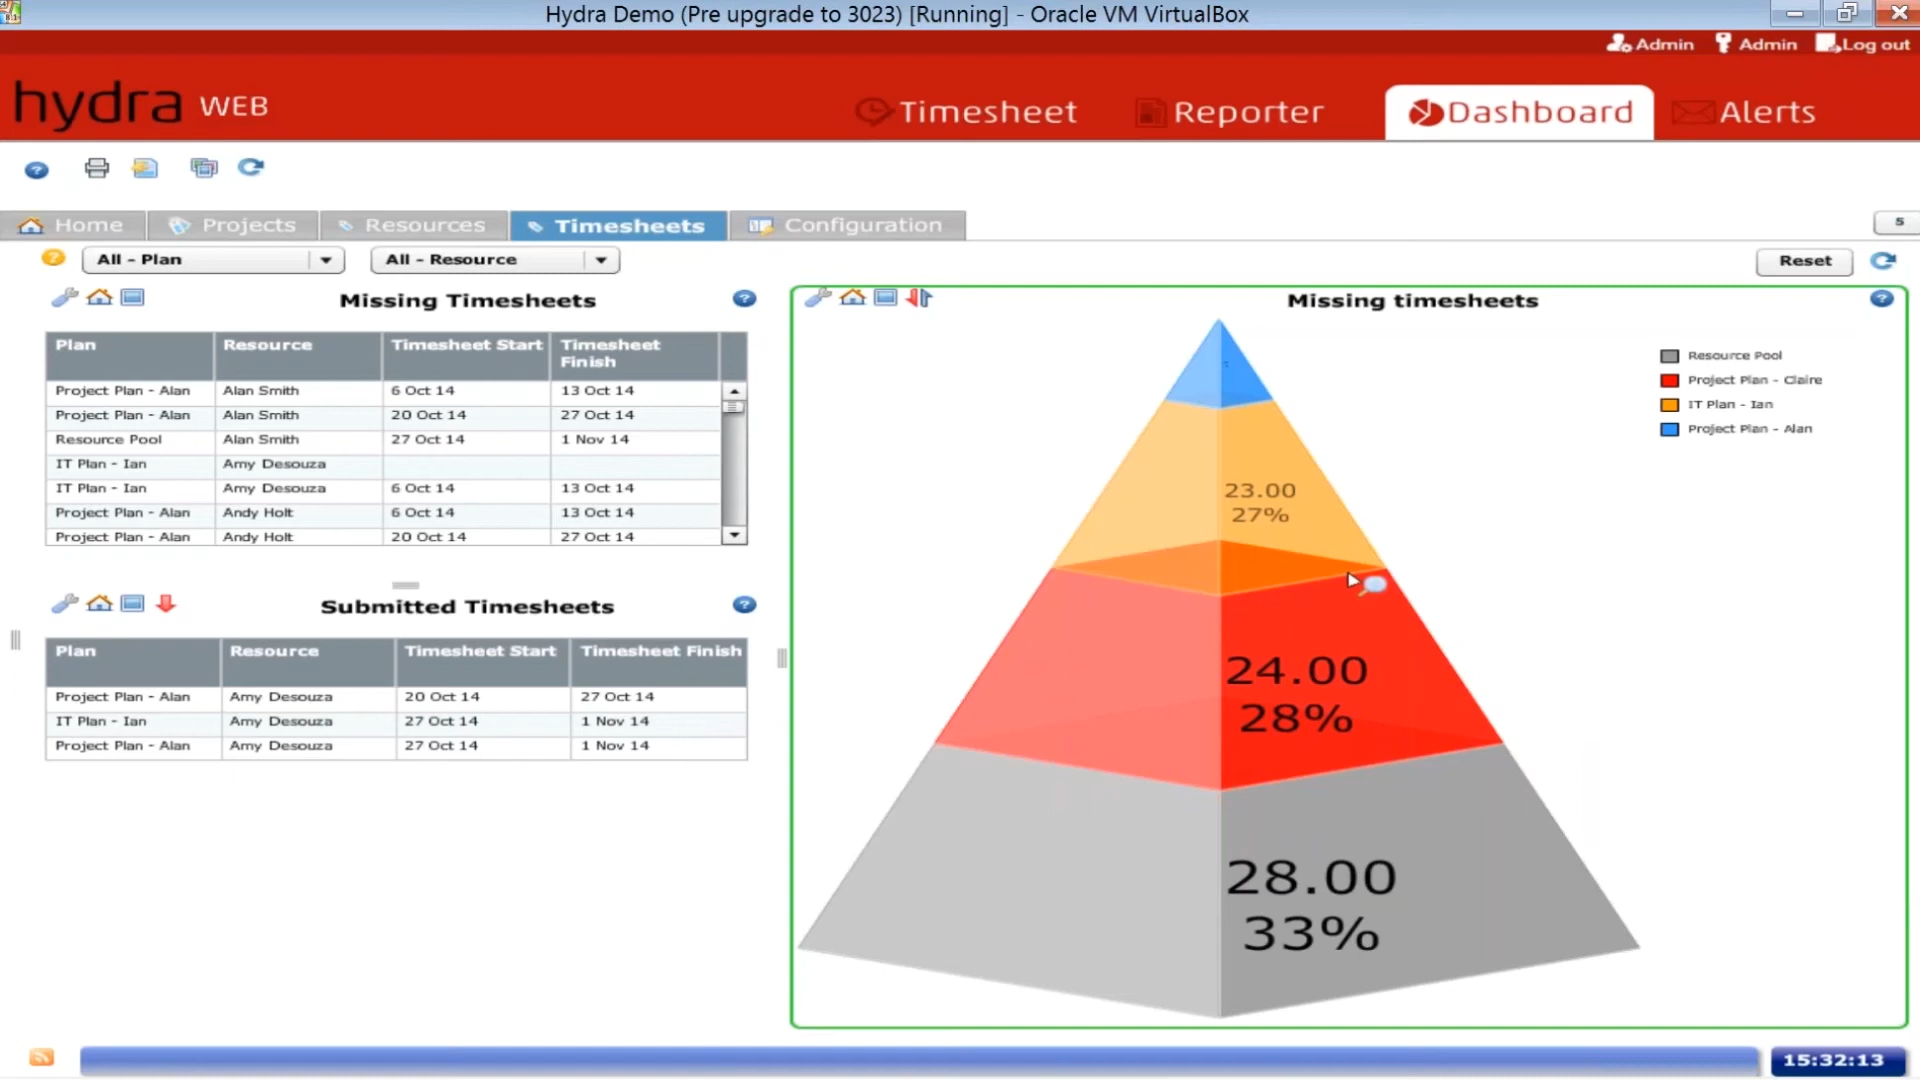 Hydra Demo (Pre upgrade to 3023) [Running] - Oracle VM VirtualBox
Admin Admin Log out
hydra WEB
Timesheet Reporter Dashboard Alerts
Home Projects Resources Timesheets Configuration 5
All - Plan All - Resource Reset
Missing Timesheets
Plan Resource Timesheet Start Timesheet Finish
Project Plan - Alan Alan Smith 6 Oct 14 13 Oct 14
Project Plan - Alan Alan Smith 20 Oct 14 27 Oct 14
Resource Pool Alan Smith 27 Oct 14 1 Nov 14
IT Plan - Ian Amy Desouza
IT Plan - Ian Amy Desouza 6 Oct 14 13 Oct 14
Project Plan - Alan Andy Holt 6 Oct 14 13 Oct 14
Project Plan - Alan Andy Holt 20 Oct 14 27 Oct 14
Submitted Timesheets
Plan Resource Timesheet Start Timesheet Finish
Project Plan - Alan Amy Desouza 20 Oct 14 27 Oct 14
IT Plan - Ian Amy Desouza 27 Oct 14 1 Nov 14
Project Plan - Alan Amy Desouza 27 Oct 14 1 Nov 14
Missing timesheets
Resource Pool
Project Plan - Claire
IT Plan - Ian
Project Plan - Alan
23.00
27%
24.00
28%
28.00
33%
15:32:13